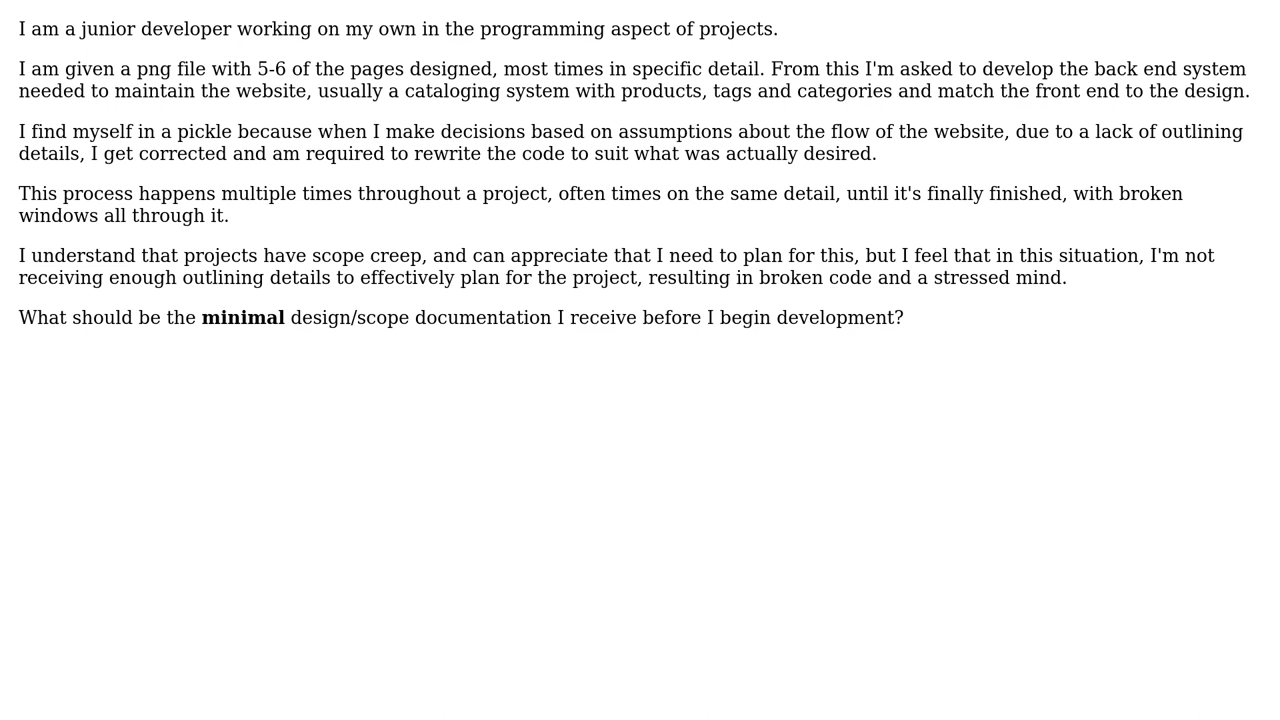 I am a junior developer working on my own in the programming aspect of projects.
I am given a png file with 5-6 of the pages designed, most times in specific detail. From this I'm asked to develop the back end system
needed to maintain the website, usually a cataloging system with products, tags and categories and match the front end to the design.
I find myself in a pickle because when I make decisions based on assumptions about the flow of the website, due to a lack of outlining
details, I get corrected and am required to rewrite the code to suit what was actually desired.
This process happens multiple times throughout a project, often times on the same detail, until it's finally finished, with broken
windows all through it.
I understand that projects have scope creep, and can appreciate that I need to plan for this, but I feel that in this situation, I'm not
receiving enough outlining details to effectively plan for the project, resulting in broken code and a stressed mind.
What should be the minimal design/scope documentation I receive before I begin development?